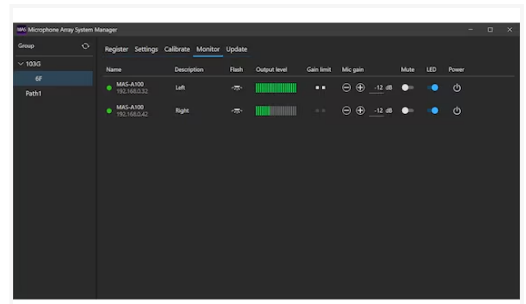 MAS Microphone Array System Manager
Group
Register Settings Calibrate Monitor Update
103G
6F
Path1
Name Description Flash Output level Gain limit Mic gain Mute LED Power
MAS-A100
192.168.0.32
Left
-12 dB
MAS-A100
192.168.0.42
Right
-12 dB